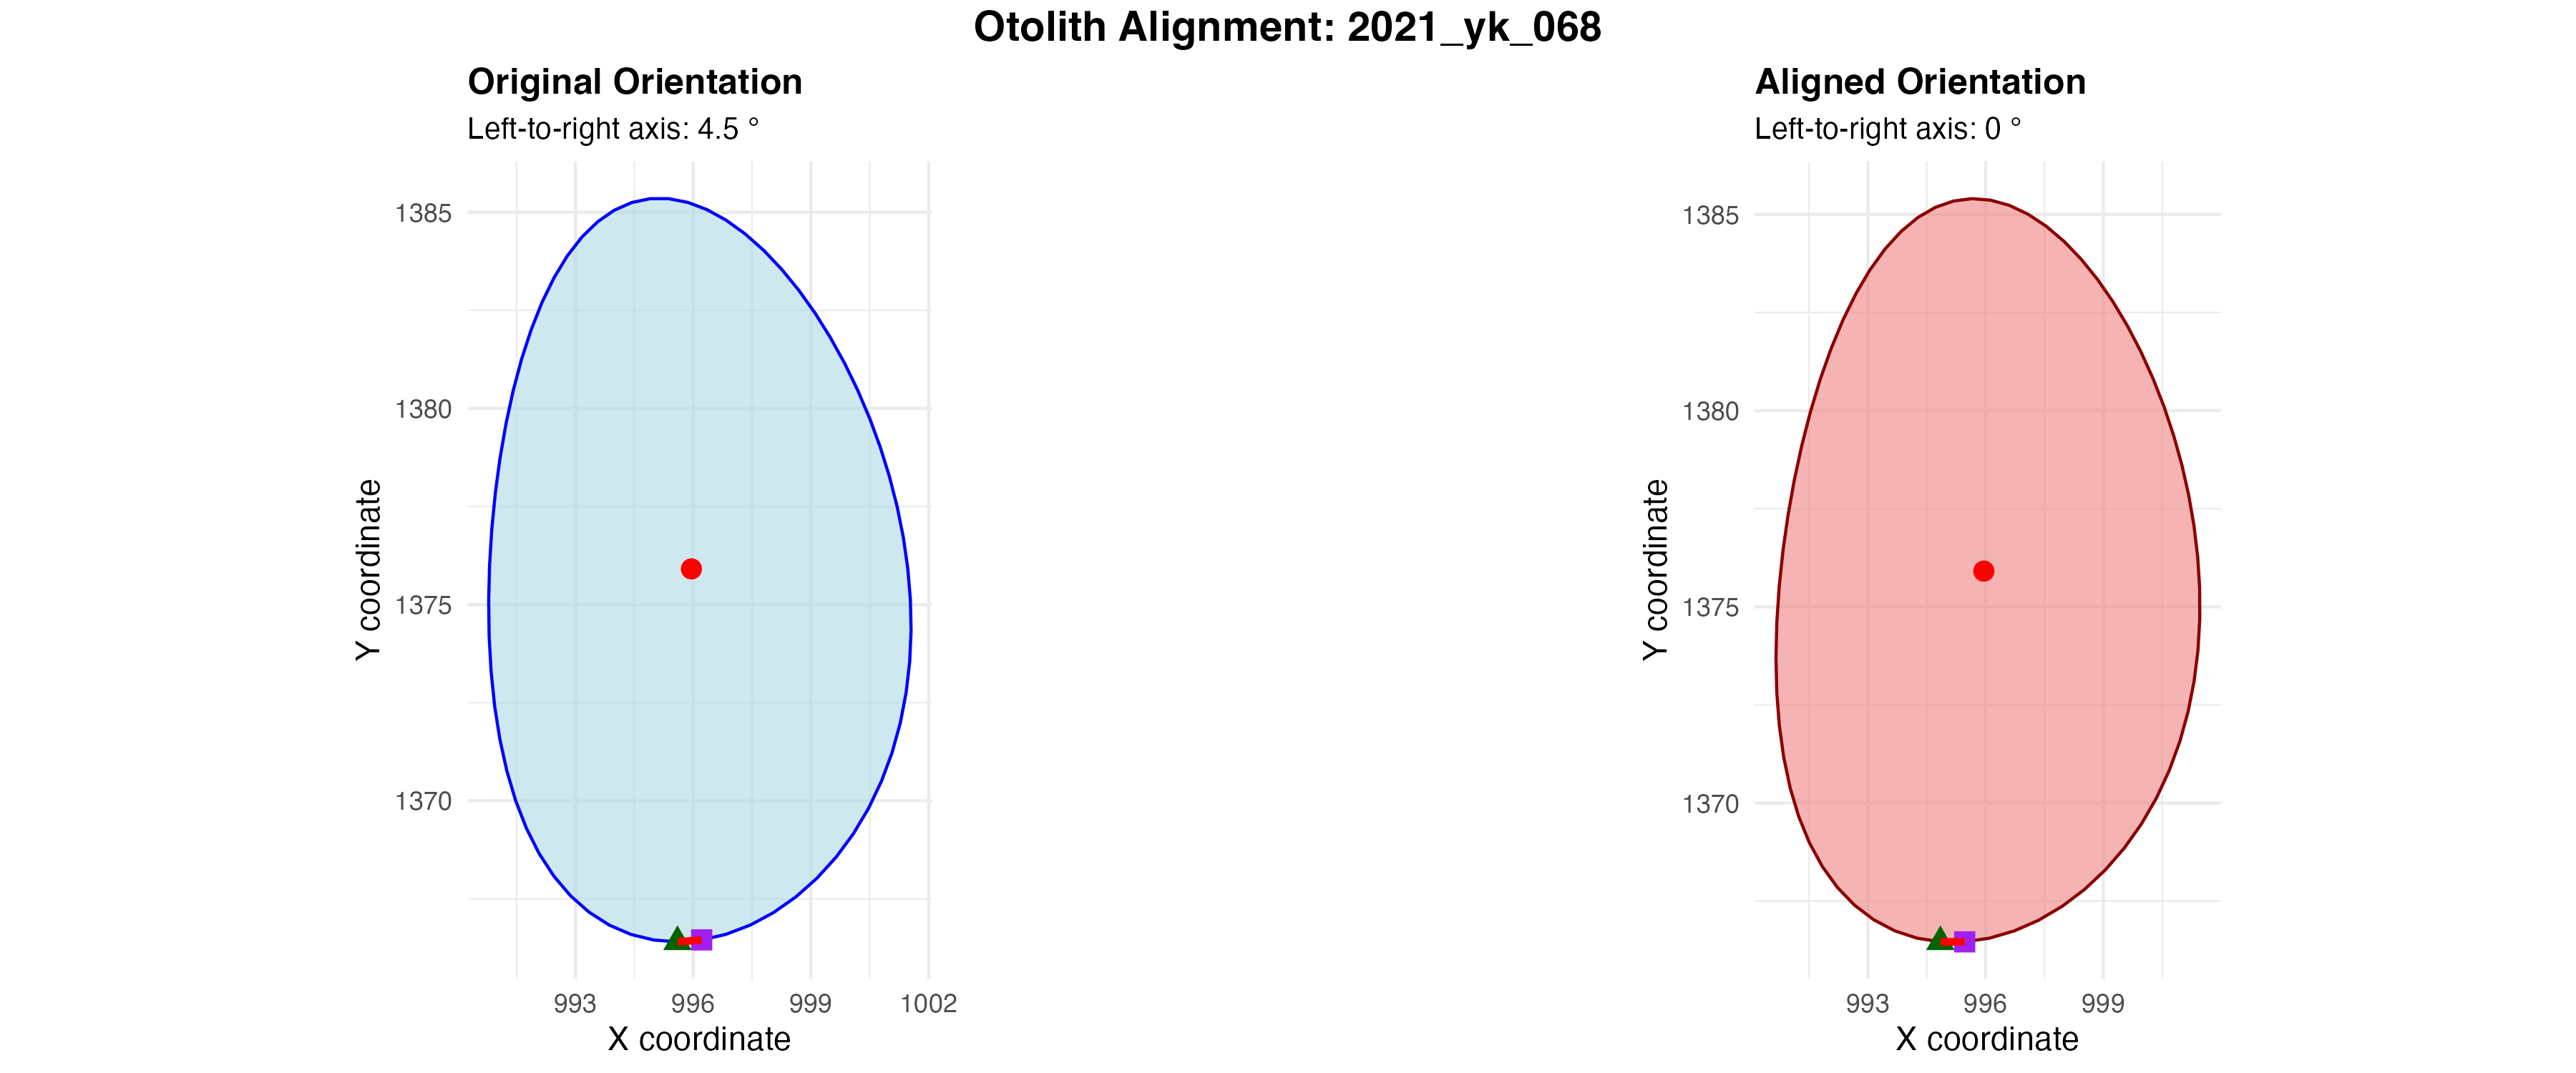 Otolith Alignment: 2021_yk_068
Original Orientation
Left-to-right axis: 4.5 °
1385
1380
1375
1370
Y coordinate
993 996 999 1002
X coordinate
Aligned Orientation
Left-to-right axis: 0 °
1385
1380
1375
1370
Y coordinate
993 996 999
X coordinate